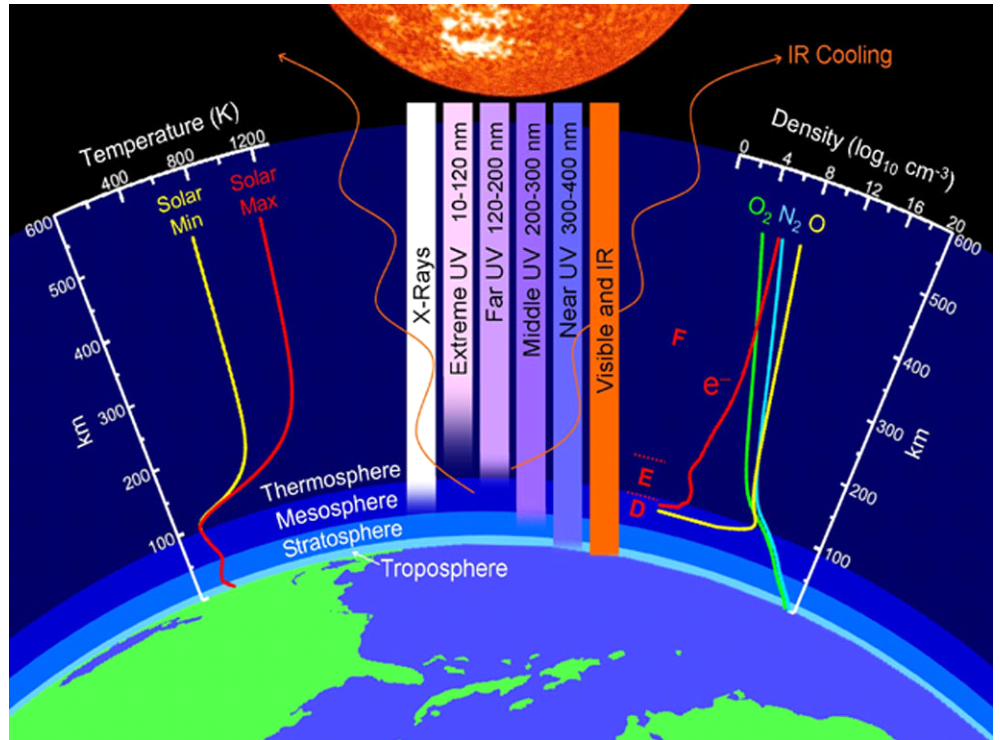 IR Cooling
Temperature (K)
400
800
1200
Solar
Min
Solar
Max
600
500
400
300
200
100
km
X-Rays
Extreme UV 10-120 nm
Far UV 120-200 nm
Middle UV 200-300 nm
Near UV 300-400 nm
Visible and IR
Density (log10 cm-3)
0
4
8
12
16
20
O2
N2
O
600
500
400
300
200
100
km
F
e−
E
D
Thermosphere
Mesosphere
Stratosphere
Troposphere